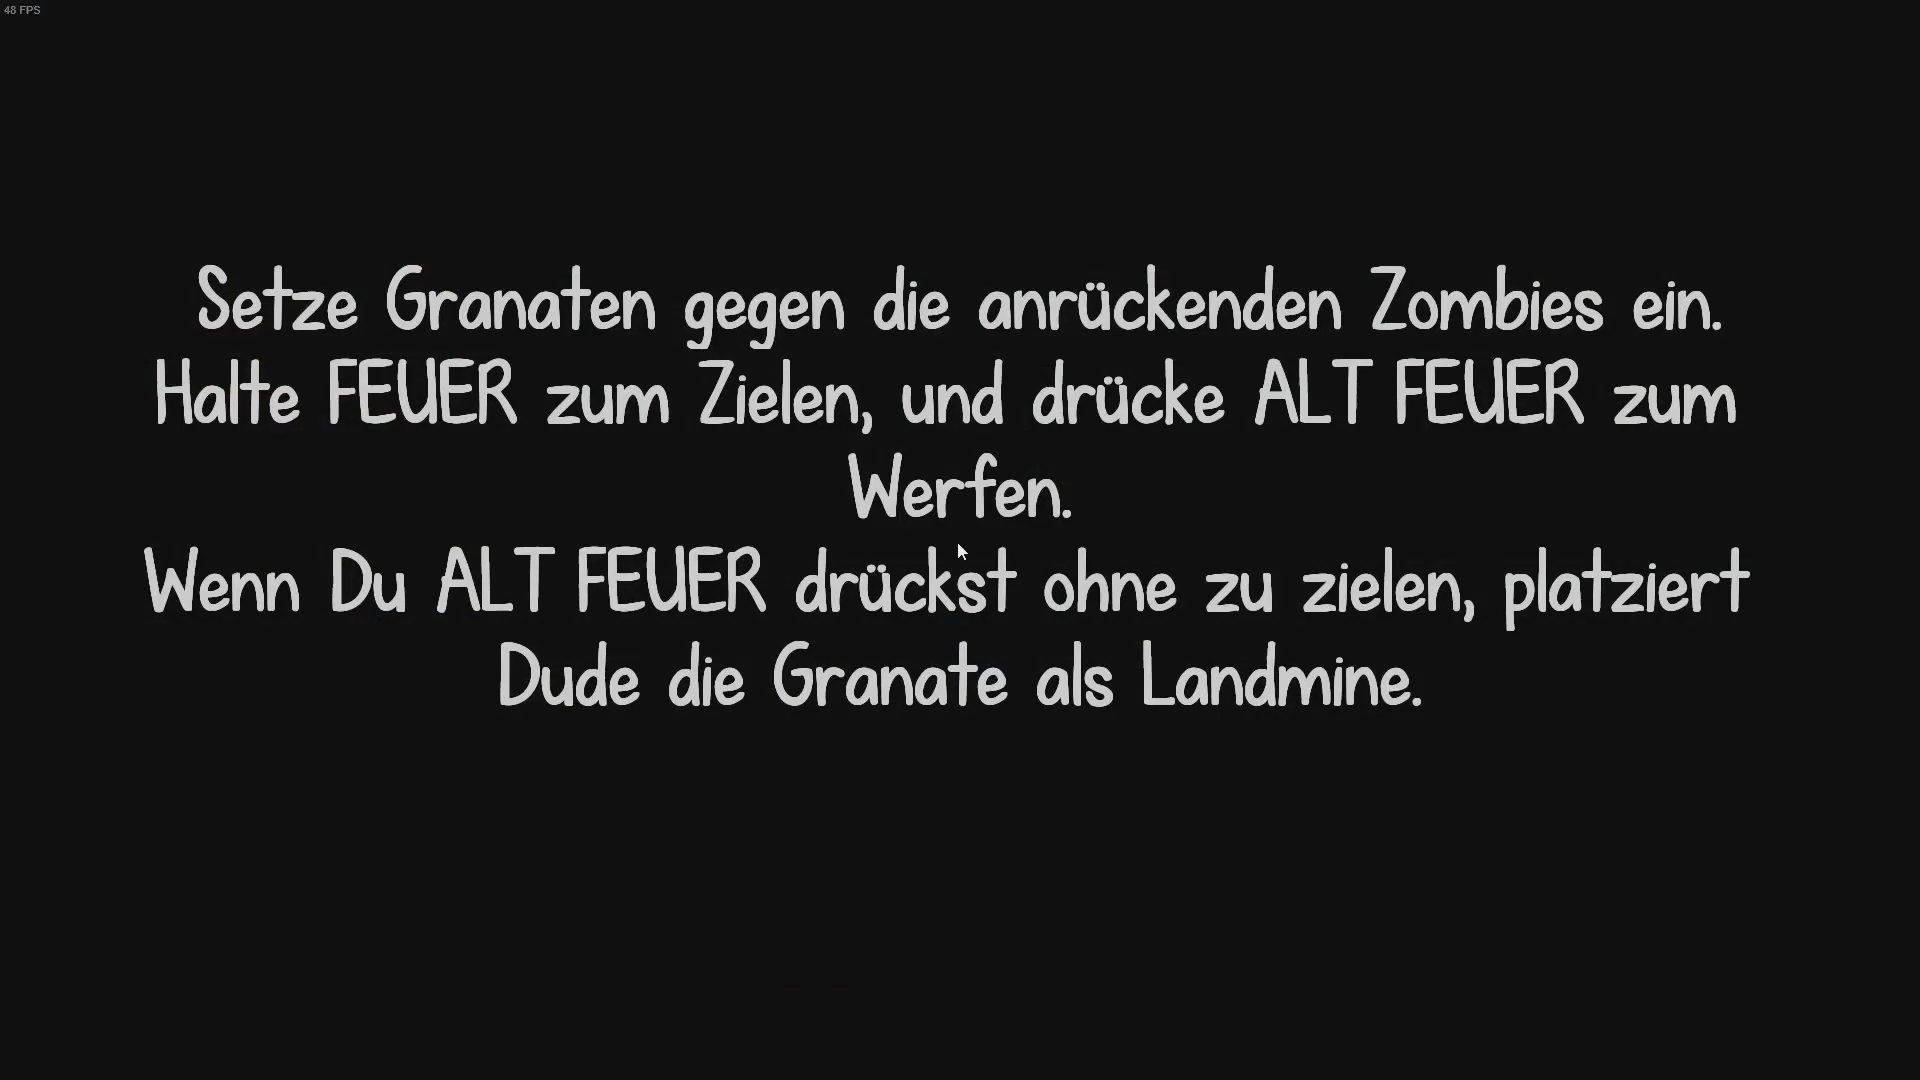 48 FPS
Setze Granaten gegen die anrückenden Zombies ein.
Halte FEUER zum Zielen, und drücke ALT FEUER zum
Werfen.
Wenn Du ALT FEUER drückst ohne zu zielen, platziert
Dude die Granate als Landmine.